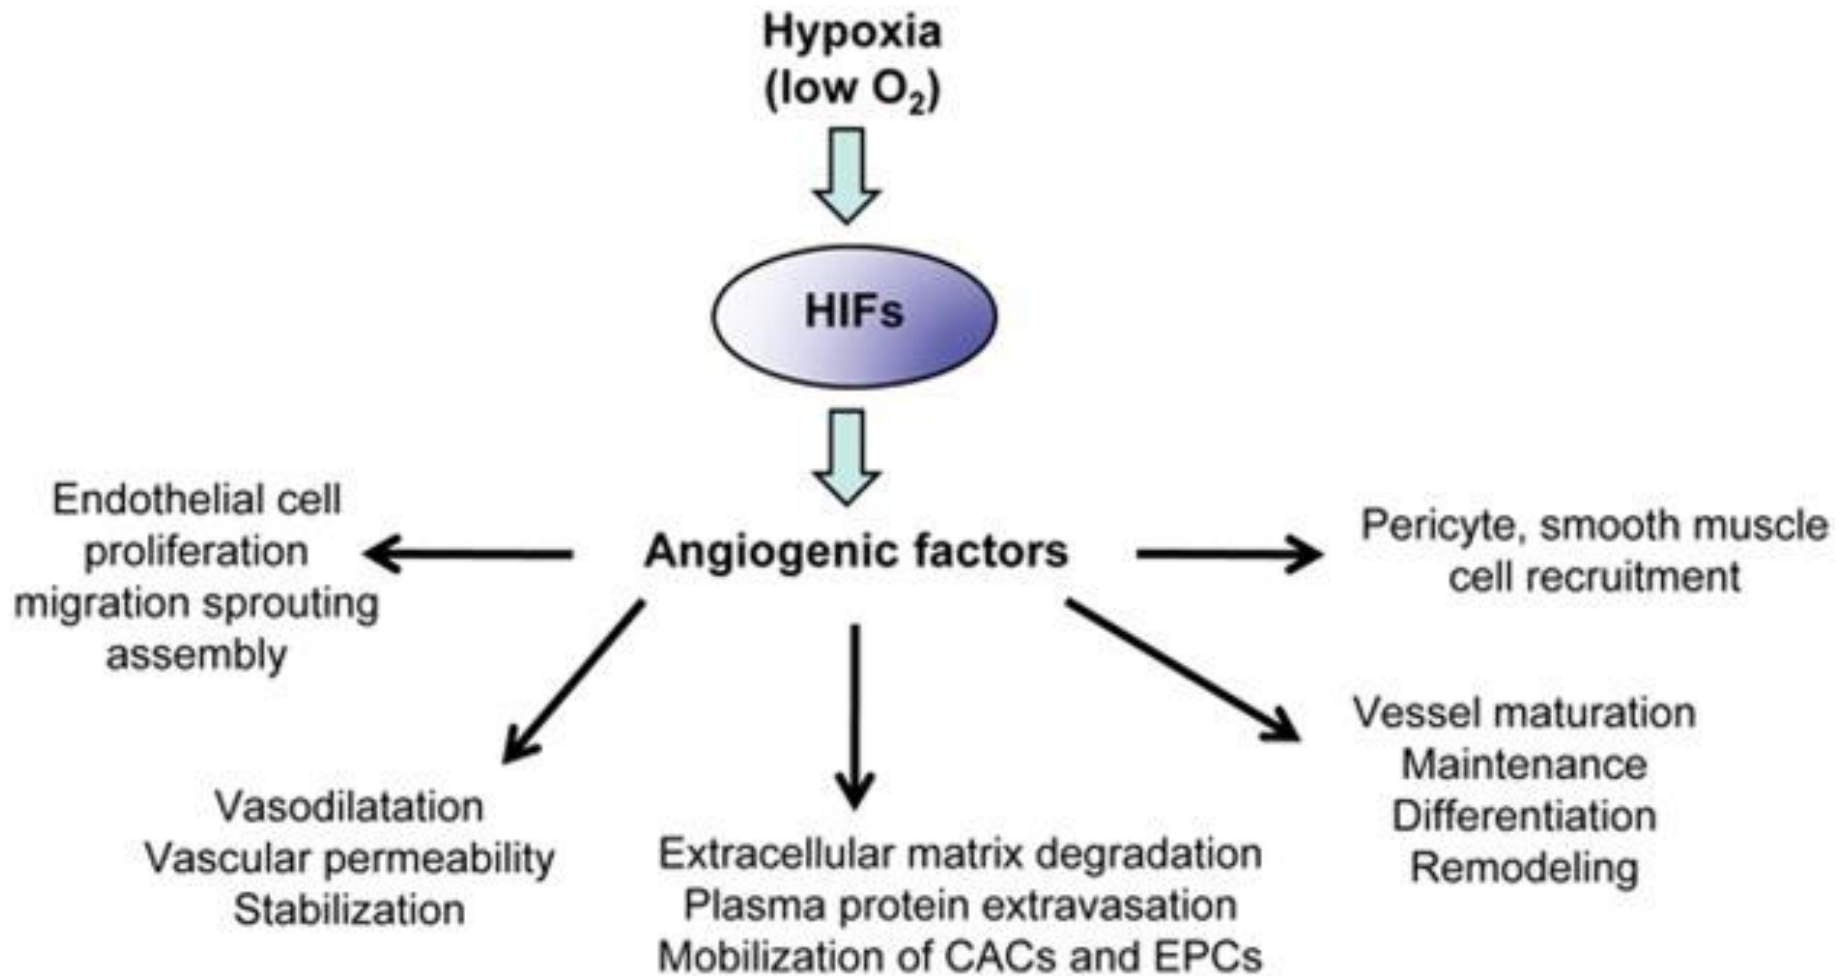 Hypoxia
(low O₂)
HIFs
Angiogenic factors
Endothelial cell
proliferation
migration sprouting
assembly
Pericyte, smooth muscle
cell recruitment
Vasodilatation
Vascular permeability
Stabilization
Extracellular matrix degradation
Plasma protein extravasation
Mobilization of CACs and EPCs
Vessel maturation
Maintenance
Differentiation
Remodeling